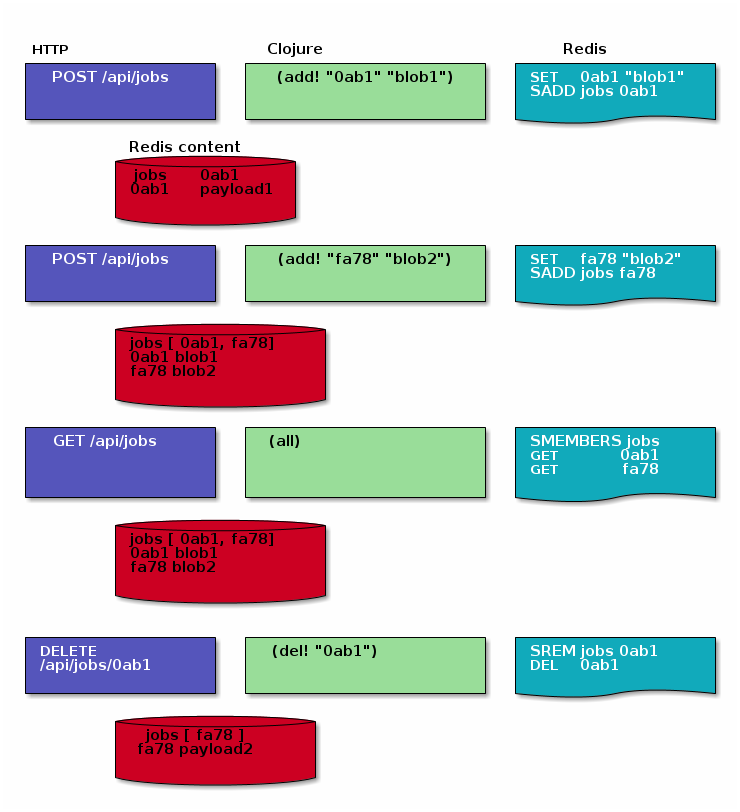 HTTP Clojure Redis
POST /api/jobs (add! "0ab1" "blob1") SET 0ab1 "blob1"
SADD jobs 0ab1
Redis content
jobs 0ab1
0ab1 payload1
POST /api/jobs (add! "fa78" "blob2") SET fa78 "blob2"
SADD jobs fa78
jobs [ 0ab1, fa78]
0ab1 blob1
fa78 blob2
GET /api/jobs (all) SMEMBERS jobs
GET 0ab1
GET fa78
jobs [ 0ab1, fa78]
0ab1 blob1
fa78 blob2
DELETE (del! "0ab1") SREM jobs 0ab1
/api/jobs/0ab1 DEL 0ab1
jobs [ fa78 ]
fa78 payload2